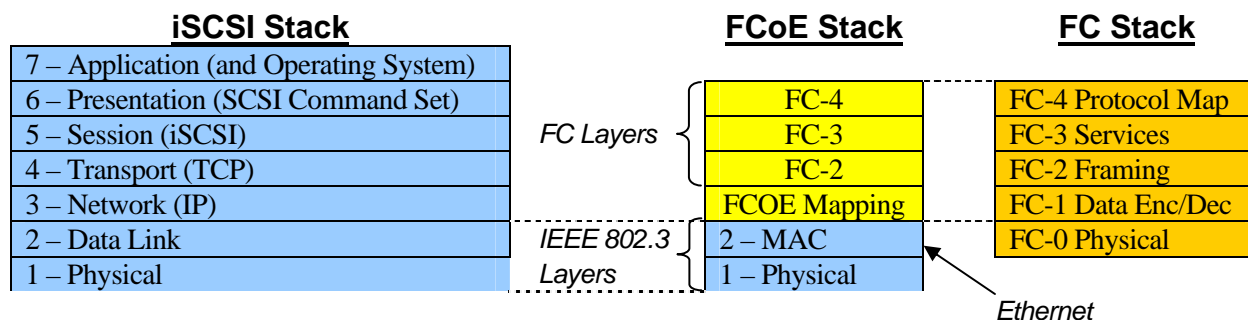 iSCSI Stack
FCoE Stack
FC Stack
7 – Application (and Operating System)
6 – Presentation (SCSI Command Set)
5 – Session (iSCSI)
4 – Transport (TCP)
3 – Network (IP)
2 – Data Link
1 – Physical
FC Layers
IEEE 802.3
Layers
FC-4
FC-3
FC-2
FCOE Mapping
2 – MAC
1 – Physical
Ethernet
FC-4 Protocol Map
FC-3 Services
FC-2 Framing
FC-1 Data Enc/Dec
FC-0 Physical